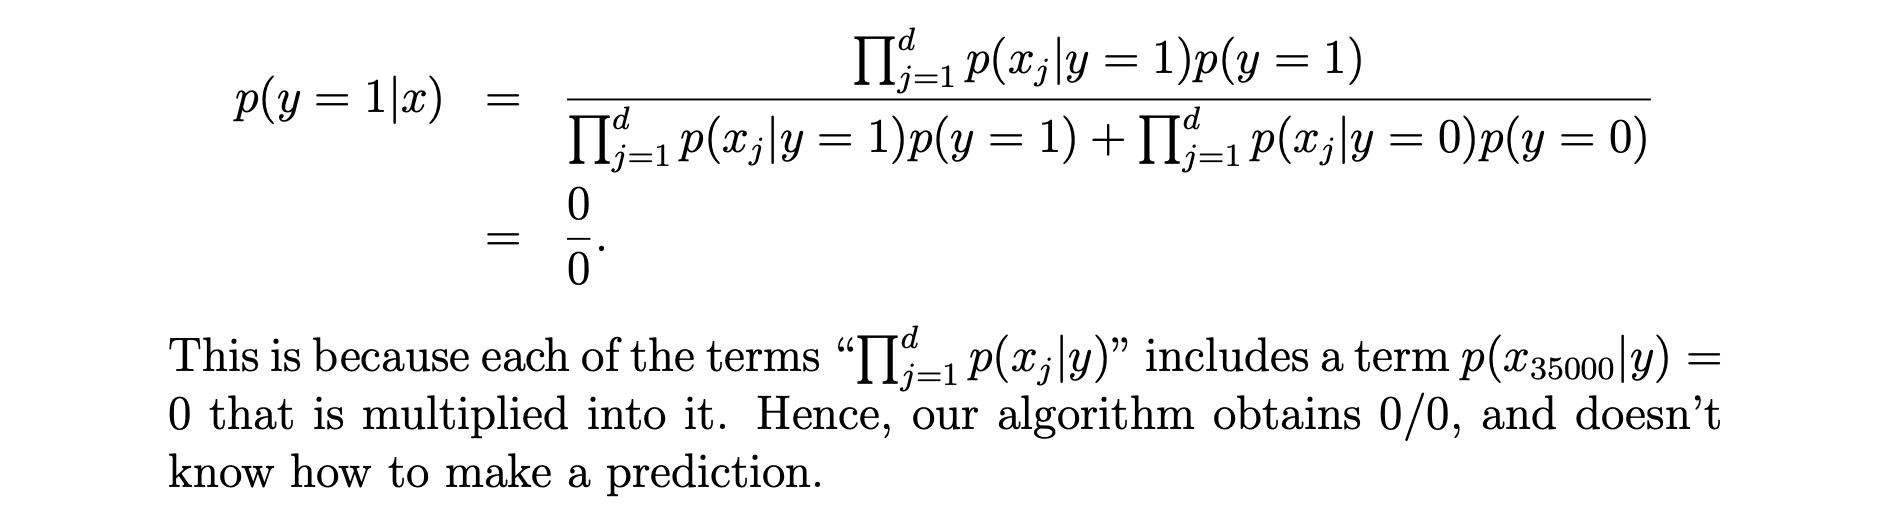 p(y = 1|x) = \frac{\prod_{j=1}^{d} p(x_j|y = 1)p(y = 1)}{\prod_{j=1}^{d} p(x_j|y = 1)p(y = 1) + \prod_{j=1}^{d} p(x_j|y = 0)p(y = 0)}
= \frac{0}{0}.
This is because each of the terms “\prod_{j=1}^{d} p(x_j|y)” includes a term p(x_{35000}|y) =
0 that is multiplied into it. Hence, our algorithm obtains 0/0, and doesn’t
know how to make a prediction.